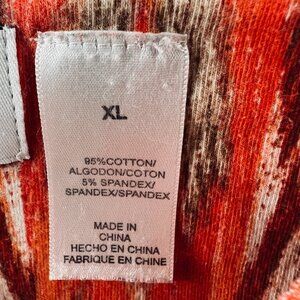 XL
95%COTTON/
ALGODON/COTON
5% SPANDEX/
SPANDEX/SPANDEX
MADE IN
CHINA
HECHO EN CHINA
FABRIQUE EN CHINE